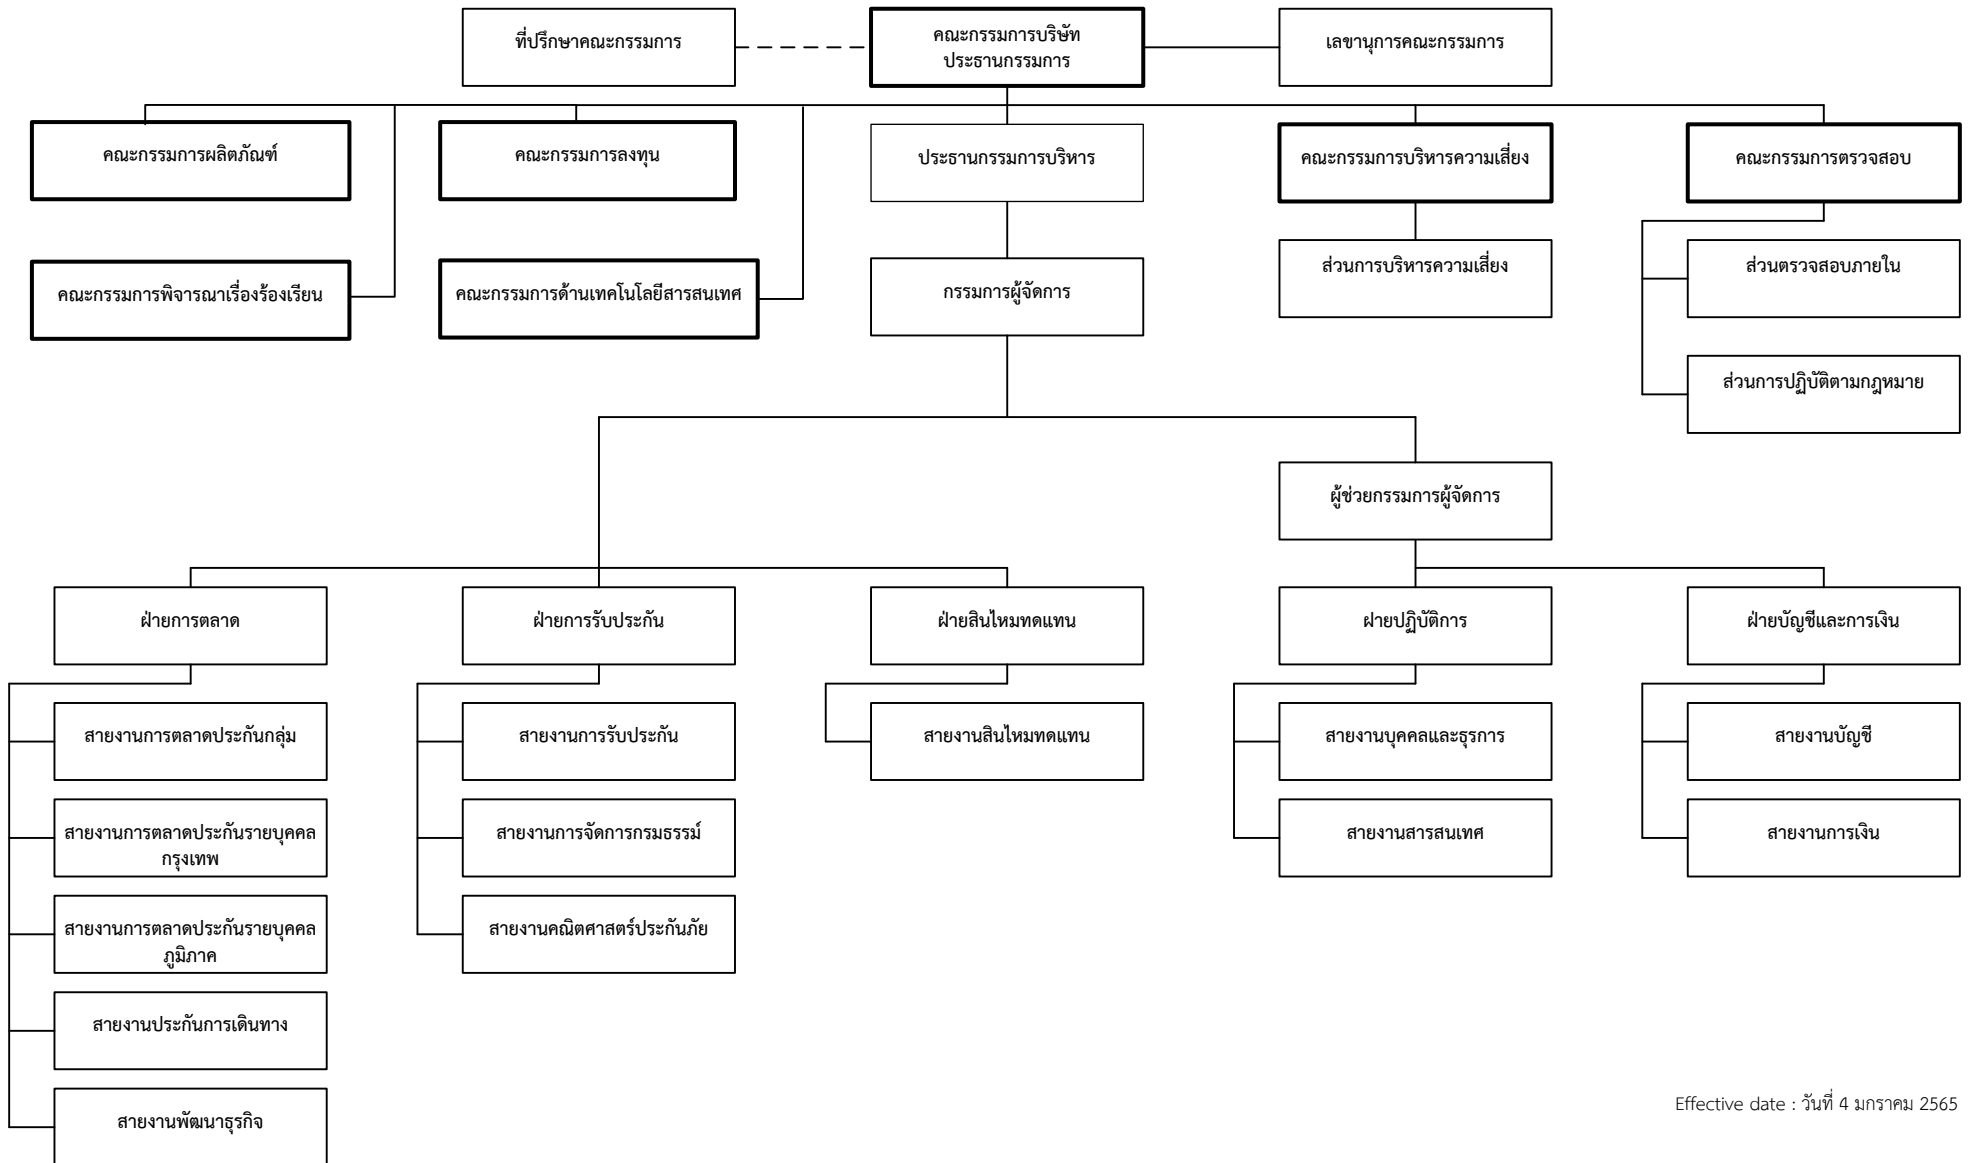 ที่ปรึกษาคณะกรรมการ
คณะกรรมการบริษัท
ประธานกรรมการ
เลขานุการคณะกรรมการ
คณะกรรมการผลิตภัณฑ์
คณะกรรมการลงทุน
ประธานกรรมการบริหาร
คณะกรรมการบริหารความเสี่ยง
คณะกรรมการตรวจสอบ
คณะกรรมการพิจารณาเรื่องร้องเรียน
คณะกรรมการด้านเทคโนโลยีสารสนเทศ
กรรมการผู้จัดการ
ส่วนการบริหารความเสี่ยง
ส่วนตรวจสอบภายใน
ส่วนการปฏิบัติตามกฎหมาย
ผู้ช่วยกรรมการผู้จัดการ
ฝ่ายการตลาด
ฝ่ายการรับประกัน
ฝ่ายสินไหมทดแทน
ฝ่ายปฏิบัติการ
ฝ่ายบัญชีและการเงิน
สายงานการตลาดประกันกลุ่ม
สายงานการรับประกัน
สายงานสินไหมทดแทน
สายงานบุคคลและธุรการ
สายงานบัญชี
สายงานการตลาดประกันรายบุคคล
กรุงเทพ
สายงานการจัดการกรมธรรม์
สายงานสารสนเทศ
สายงานการเงิน
สายงานการตลาดประกันรายบุคคล
ภูมิภาค
สายงานคณิตศาสตร์ประกันภัย
สายงานประกันการเดินทาง
สายงานพัฒนาธุรกิจ
Effective date : วันที่ 4 มกราคม 2565